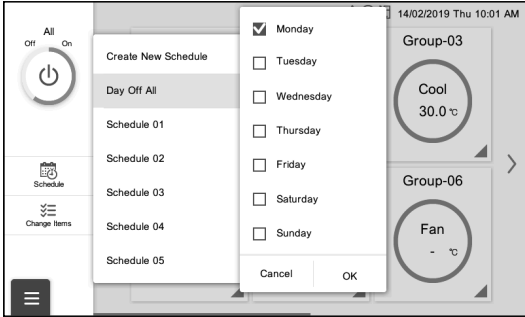 14/02/2019 Thu 10:01 AM
All
Off On
Schedule
Change Items
Create New Schedule
Day Off All
Schedule 01
Schedule 02
Schedule 03
Schedule 04
Schedule 05
Monday
Tuesday
Wednesday
Thursday
Friday
Saturday
Sunday
Cancel OK
Group-03
Cool
30.0 ℃
Group-06
Fan
- ℃